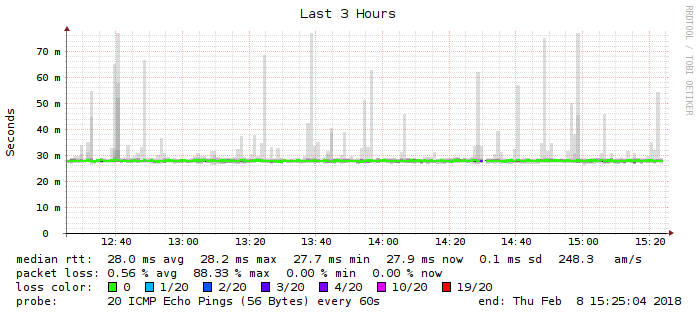 Last 3 Hours
RRDTOOL / TOBI OETIKER
Seconds
70 m
60 m
50 m
40 m
30 m
20 m
10 m
0
12:40 13:00 13:20 13:40 14:00 14:20 14:40 15:00 15:20
median rtt: 28.0 ms avg 28.2 ms max 27.7 ms min 27.9 ms now 0.1 ms sd 248.3 am/s
packet loss: 0.56 % avg 88.33 % max 0.00 % min 0.00 % now
loss color: 0 1/20 2/20 3/20 4/20 10/20 19/20
probe: 20 ICMP Echo Pings (56 Bytes) every 60s end: Thu Feb 8 15:25:04 2018